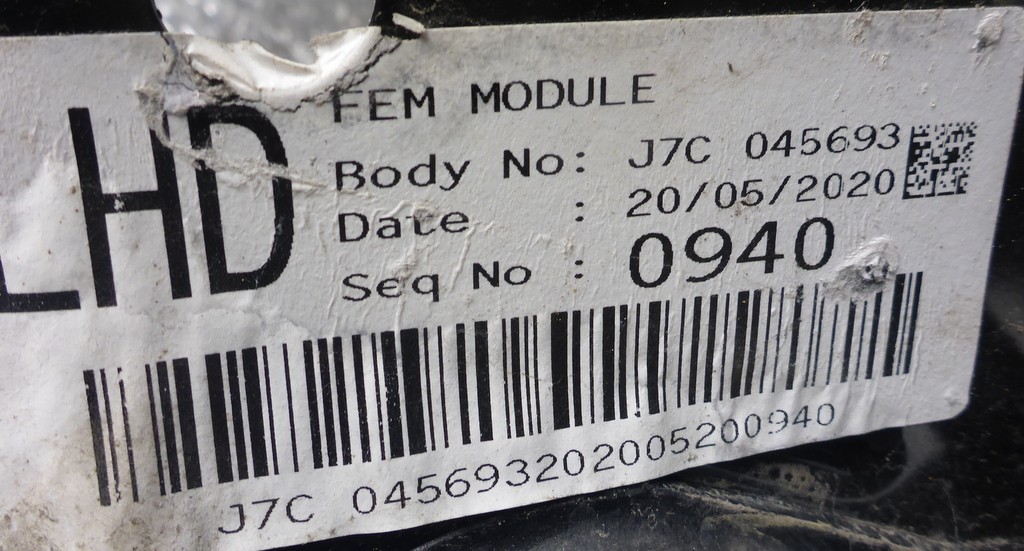 LHD
FEM MODULE
Body No: J7C 045693
Date : 20/05/2020
Seq No : 0940
J7C 045693202005200940